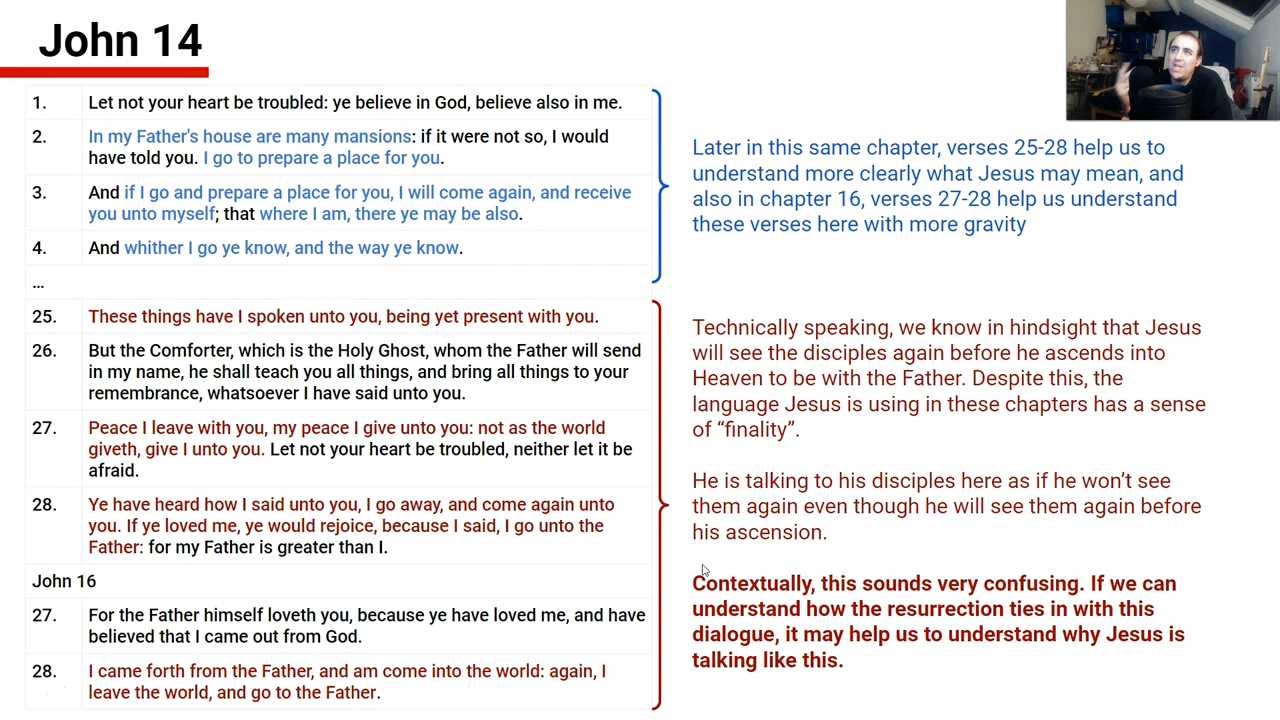 John 14
1. Let not your heart be troubled: ye believe in God, believe also in me.
2. In my Father's house are many mansions: if it were not so, I would
have told you. I go to prepare a place for you.
3. And if I go and prepare a place for you, I will come again, and receive
you unto myself; that where I am, there ye may be also.
4. And whither I go ye know, and the way ye know.
...
25. These things have I spoken unto you, being yet present with you.
26. But the Comforter, which is the Holy Ghost, whom the Father will send
in my name, he shall teach you all things, and bring all things to your
remembrance, whatsoever I have said unto you.
27. Peace I leave with you, my peace I give unto you: not as the world
giveth, give I unto you. Let not your heart be troubled, neither let it be
afraid.
28. Ye have heard how I said unto you, I go away, and come again unto
you. If ye loved me, ye would rejoice, because I said, I go unto the
Father: for my Father is greater than I.
John 16
27. For the Father himself loveth you, because ye have loved me, and have
believed that I came out from God.
28. I came forth from the Father, and am come into the world: again, I
leave the world, and go to the Father.
Later in this same chapter, verses 25-28 help us to
understand more clearly what Jesus may mean, and
also in chapter 16, verses 27-28 help us understand
these verses here with more gravity
Technically speaking, we know in hindsight that Jesus
will see the disciples again before he ascends into
Heaven to be with the Father. Despite this, the
language Jesus is using in these chapters has a sense
of “finality”.
He is talking to his disciples here as if he won’t see
them again even though he will see them again before
his ascension.
Contextually, this sounds very confusing. If we can
understand how the resurrection ties in with this
dialogue, it may help us to understand why Jesus is
talking like this.